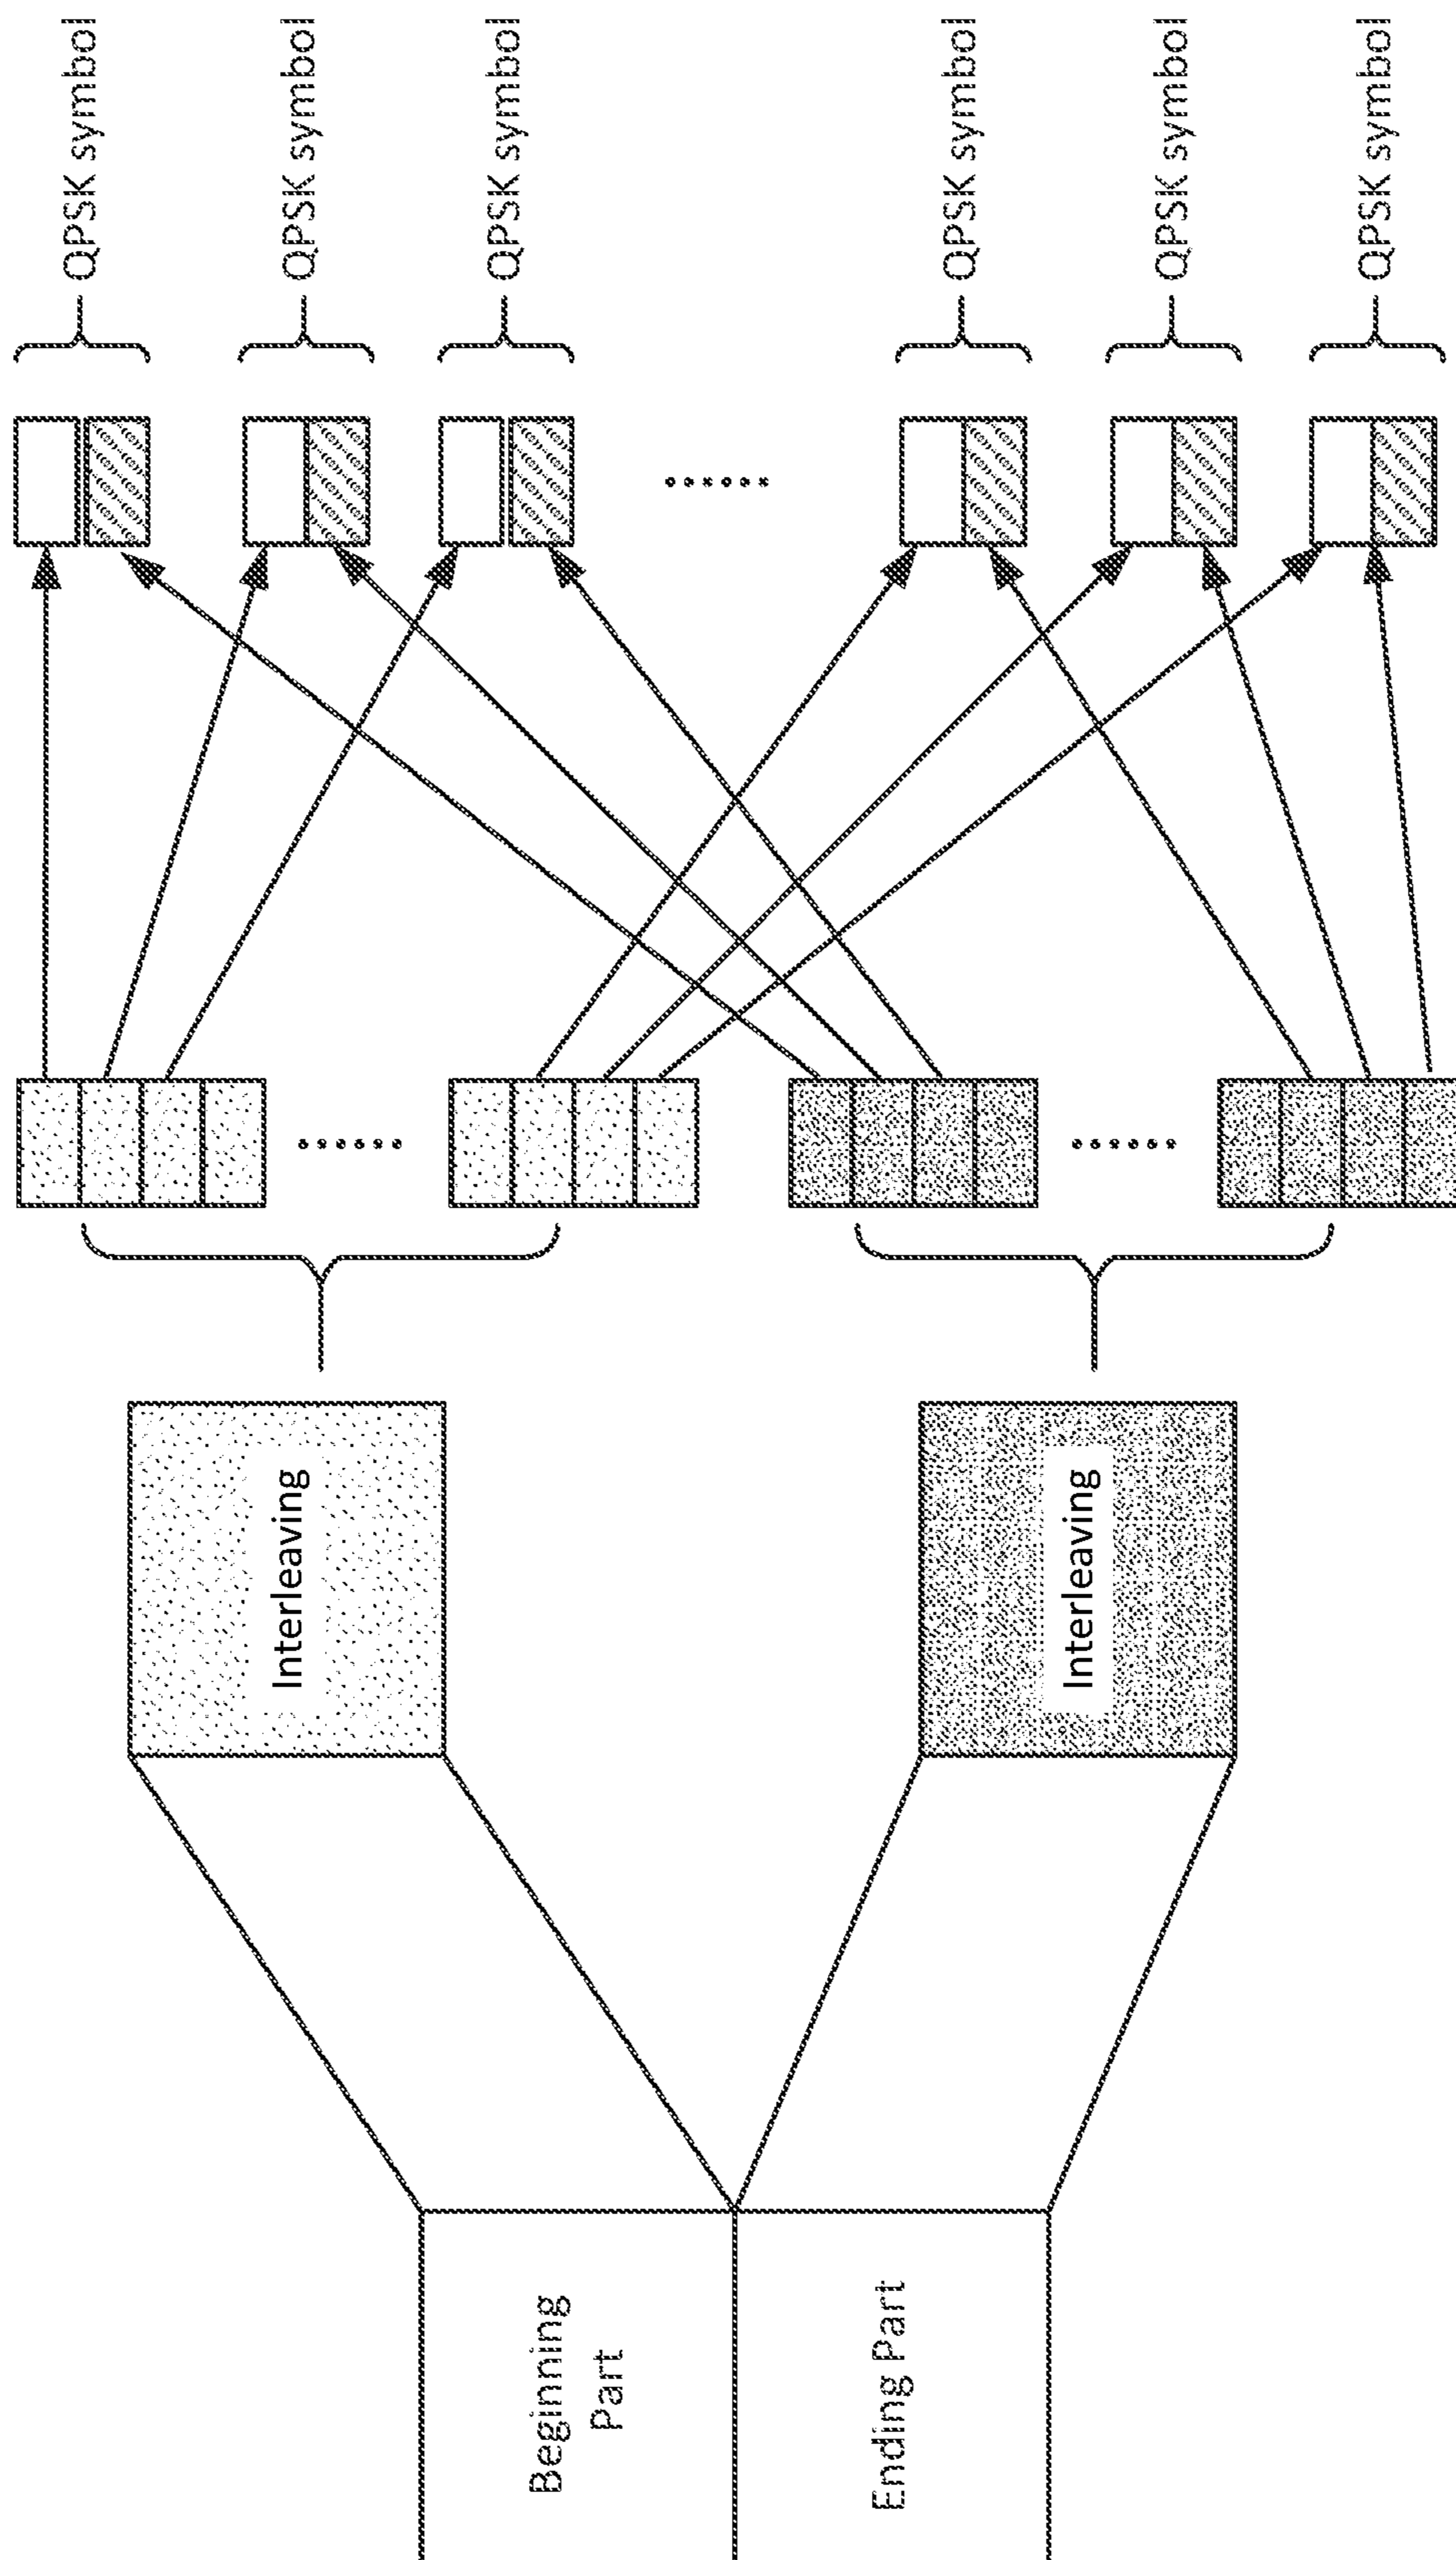 Beginning
Part
Ending Part
Interleaving
Interleaving
QPSK symbol
QPSK symbol
QPSK symbol
QPSK symbol
QPSK symbol
QPSK symbol